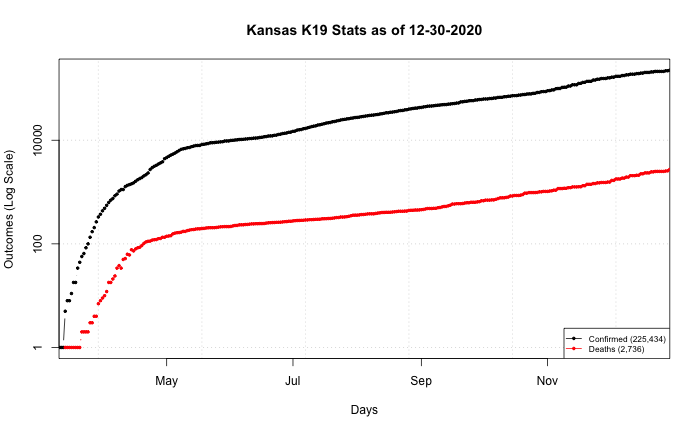 Kansas K19 Stats as of 12-30-2020
Outcomes (Log Scale)
10000
100
1
Confirmed (225,434)
Deaths (2,736)
May Jul Sep Nov
Days